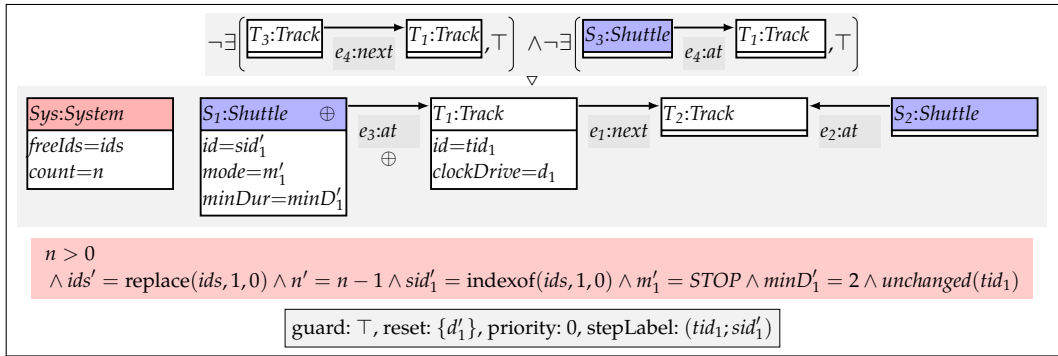 ¬∃ ( T₃:Track T₁:Track , ⊤ ) ∧ ¬∃ ( S₃:Shuttle T₁:Track , ⊤ )
e₄:next e₄:at
▽
Sys:System S₁:Shuttle ⊕ T₁:Track T₂:Track S₂:Shuttle
e₃:at e₁:next e₂:at
freeIds=ids id=sid′₁ ⊕ id=tid₁
count=n mode=m′₁ clockDrive=d₁
minDur=minD′₁
n > 0
∧ ids′ = replace(ids, 1, 0) ∧ n′ = n − 1 ∧ sid′₁ = indexof(ids, 1, 0) ∧ m′₁ = STOP ∧ minD′₁ = 2 ∧ unchanged(tid₁)
guard: ⊤, reset: {d′₁}, priority: 0, stepLabel: (tid₁; sid′₁)